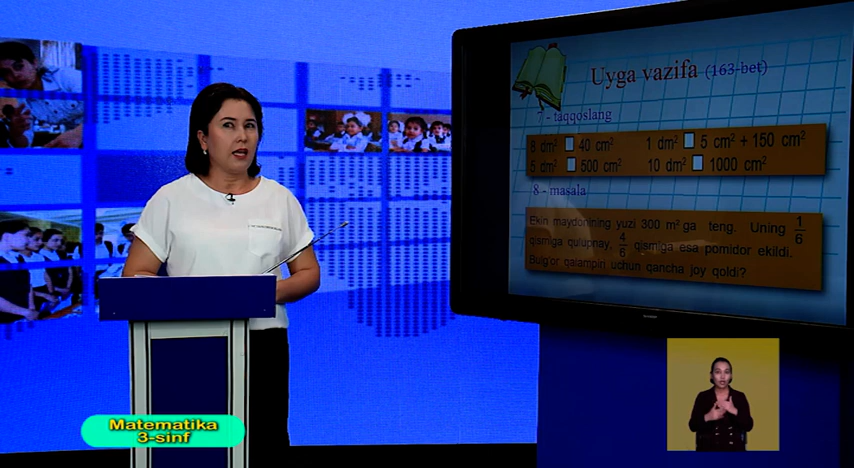 Uyga vazifa (163-bet)
7 - taqqoslang
8 dm² 40 cm² 1 dm² 5 cm² + 150 cm²
5 dm² 500 cm² 10 dm² 1000 cm²
8 - masala
Ekin maydonining yuzi 300 m² ga teng. Uning 1/6
qismiga qulupnay, 4/6 qismiga esa pomidor ekildi.
Bulg'or qalampiri uchun qancha joy qoldi?
Matematika
3-sinf